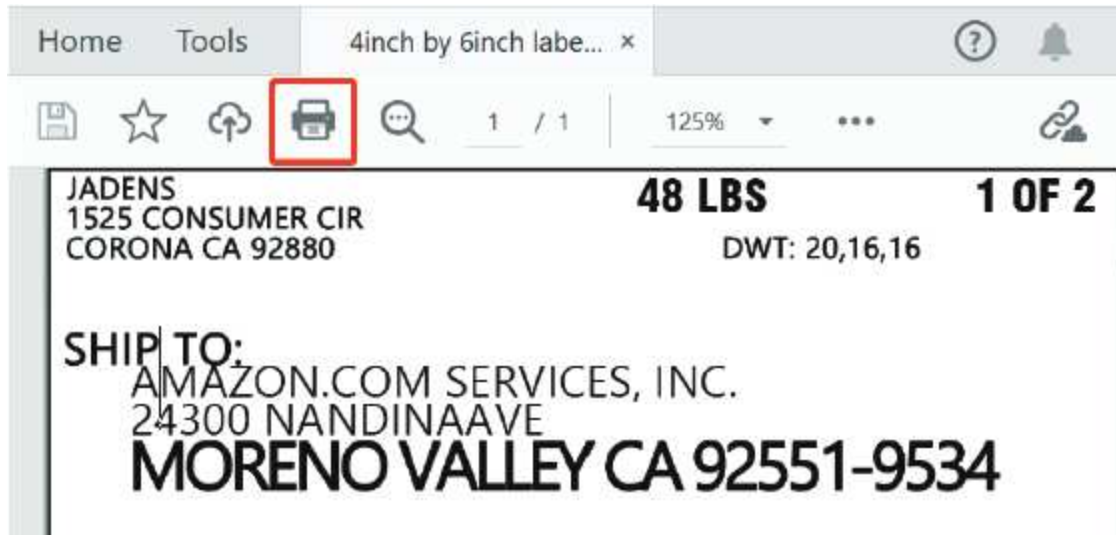 Home Tools 4inch by 6inch labe... ×
1 / 1 125%
JADENS 48 LBS 1 OF 2
1525 CONSUMER CIR
CORONA CA 92880 DWT: 20,16,16
SHIP TO:
AMAZON.COM SERVICES, INC.
24300 NANDINAAVE
MORENO VALLEY CA 92551-9534